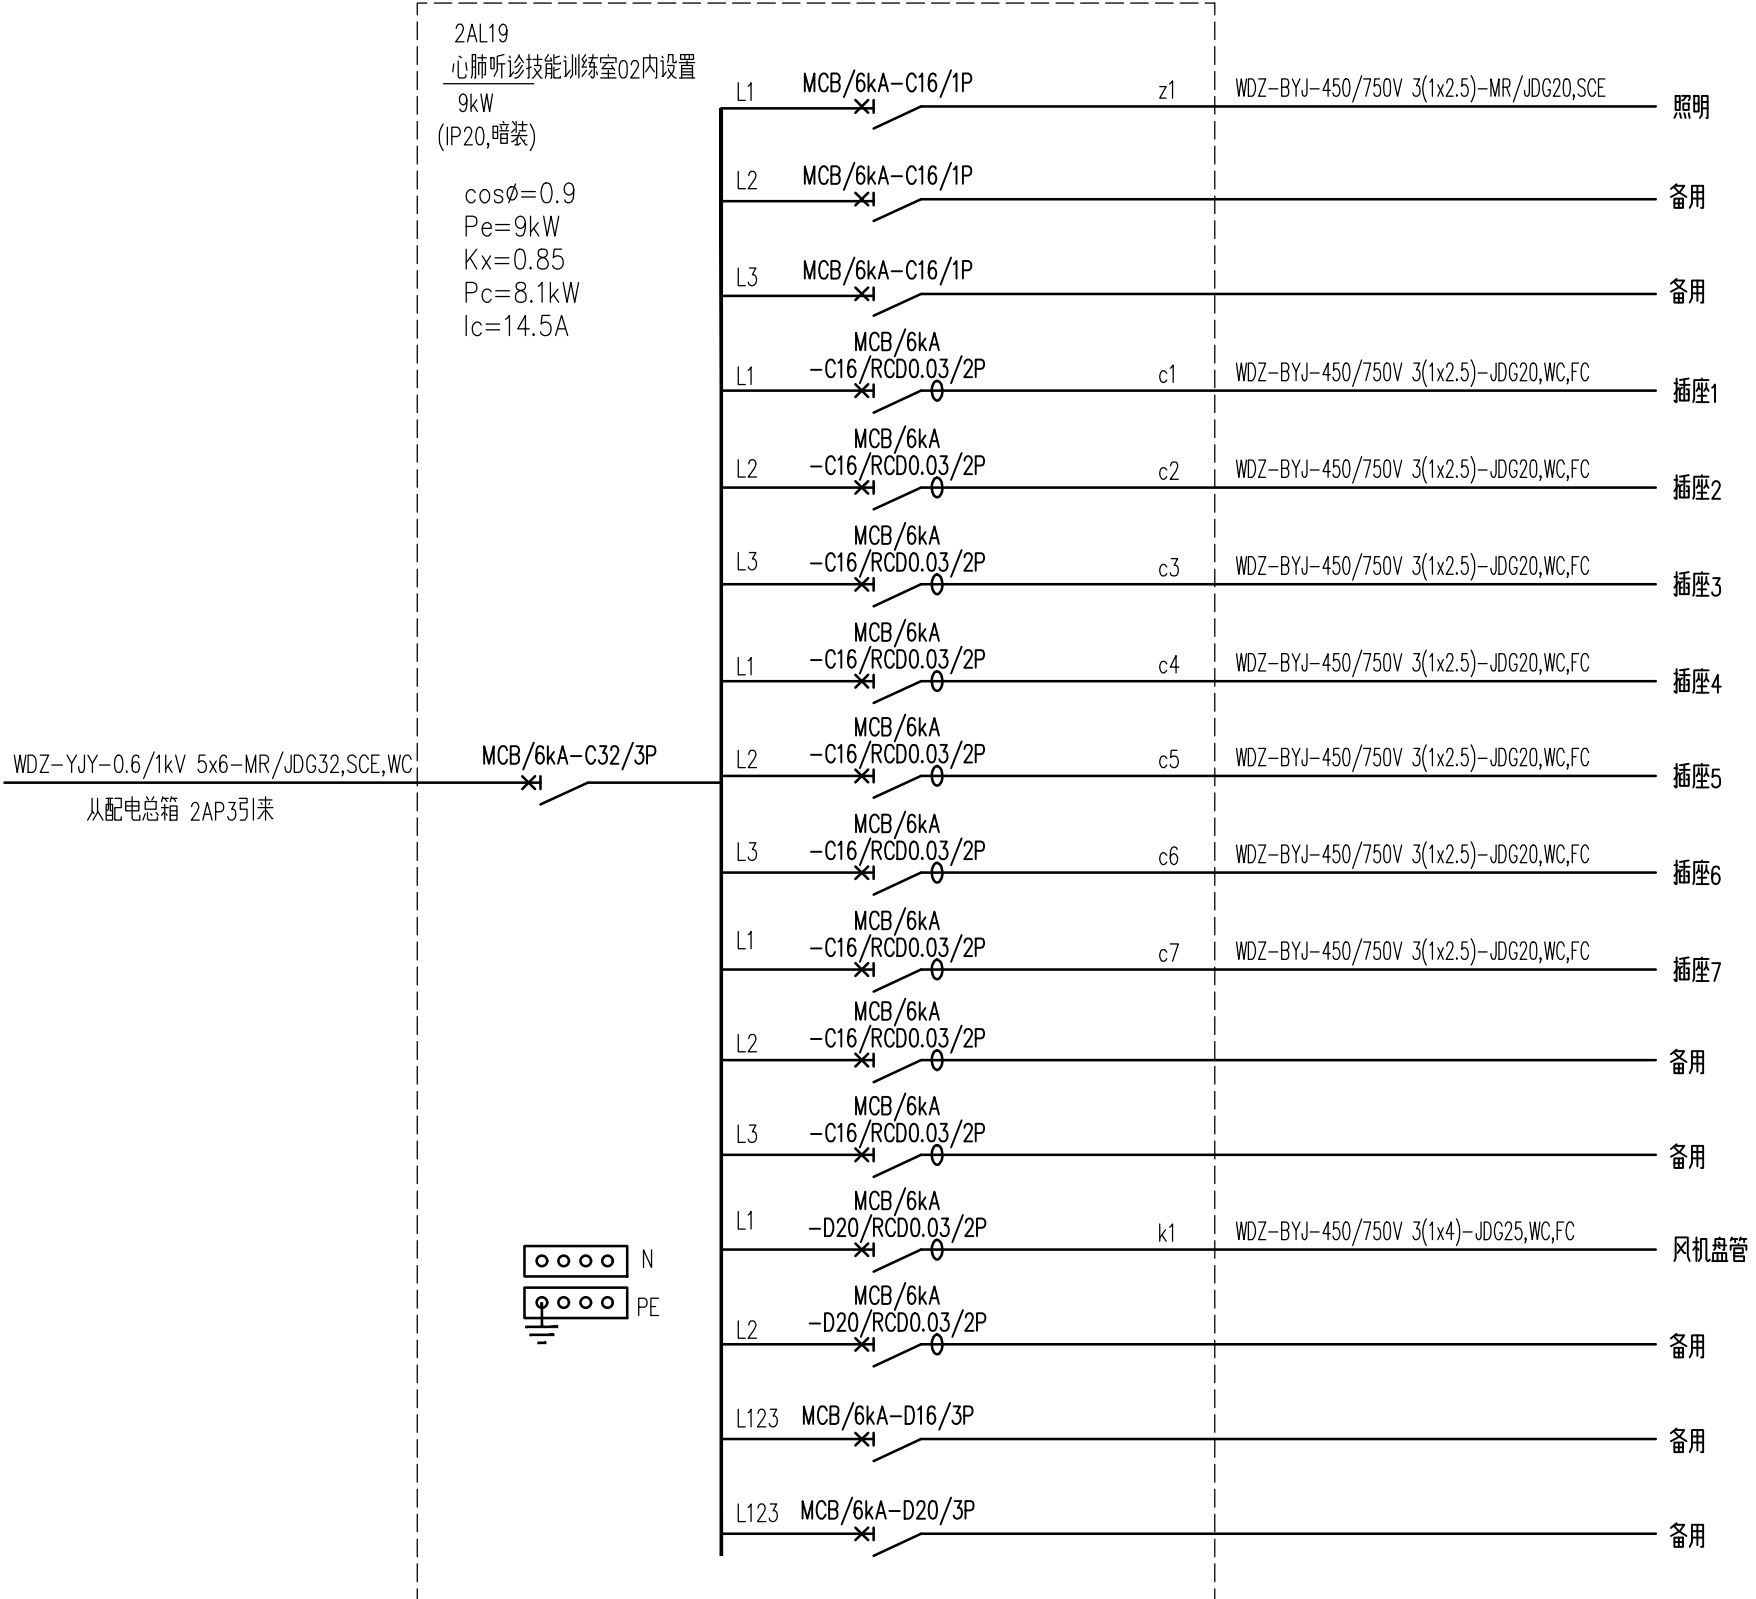 2AL19
心肺听诊技能训练室02内设置
9kW
(IP20,暗装)
cosø=0.9
Pe=9kW
Kx=0.85
Pc=8.1kW
Ic=14.5A
WDZ-YJY-0.6/1kV 5x6-MR/JDG32,SCE,WC
从配电总箱 2AP3引来
MCB/6kA-C32/3P
N
PE
L1 MCB/6kA-C16/1P z1 WDZ-BYJ-450/750V 3(1x2.5)-MR/JDG20,SCE 照明
L2 MCB/6kA-C16/1P 备用
L3 MCB/6kA-C16/1P 备用
MCB/6kA
L1 -C16/RCD0.03/2P c1 WDZ-BYJ-450/750V 3(1x2.5)-JDG20,WC,FC 插座1
MCB/6kA
L2 -C16/RCD0.03/2P c2 WDZ-BYJ-450/750V 3(1x2.5)-JDG20,WC,FC 插座2
MCB/6kA
L3 -C16/RCD0.03/2P c3 WDZ-BYJ-450/750V 3(1x2.5)-JDG20,WC,FC 插座3
MCB/6kA
L1 -C16/RCD0.03/2P c4 WDZ-BYJ-450/750V 3(1x2.5)-JDG20,WC,FC 插座4
MCB/6kA
L2 -C16/RCD0.03/2P c5 WDZ-BYJ-450/750V 3(1x2.5)-JDG20,WC,FC 插座5
MCB/6kA
L3 -C16/RCD0.03/2P c6 WDZ-BYJ-450/750V 3(1x2.5)-JDG20,WC,FC 插座6
MCB/6kA
L1 -C16/RCD0.03/2P c7 WDZ-BYJ-450/750V 3(1x2.5)-JDG20,WC,FC 插座7
MCB/6kA
L2 -C16/RCD0.03/2P 备用
MCB/6kA
L3 -C16/RCD0.03/2P 备用
MCB/6kA
L1 -D20/RCD0.03/2P k1 WDZ-BYJ-450/750V 3(1x4)-JDG25,WC,FC 风机盘管
MCB/6kA
L2 -D20/RCD0.03/2P 备用
L123 MCB/6kA-D16/3P 备用
L123 MCB/6kA-D20/3P 备用